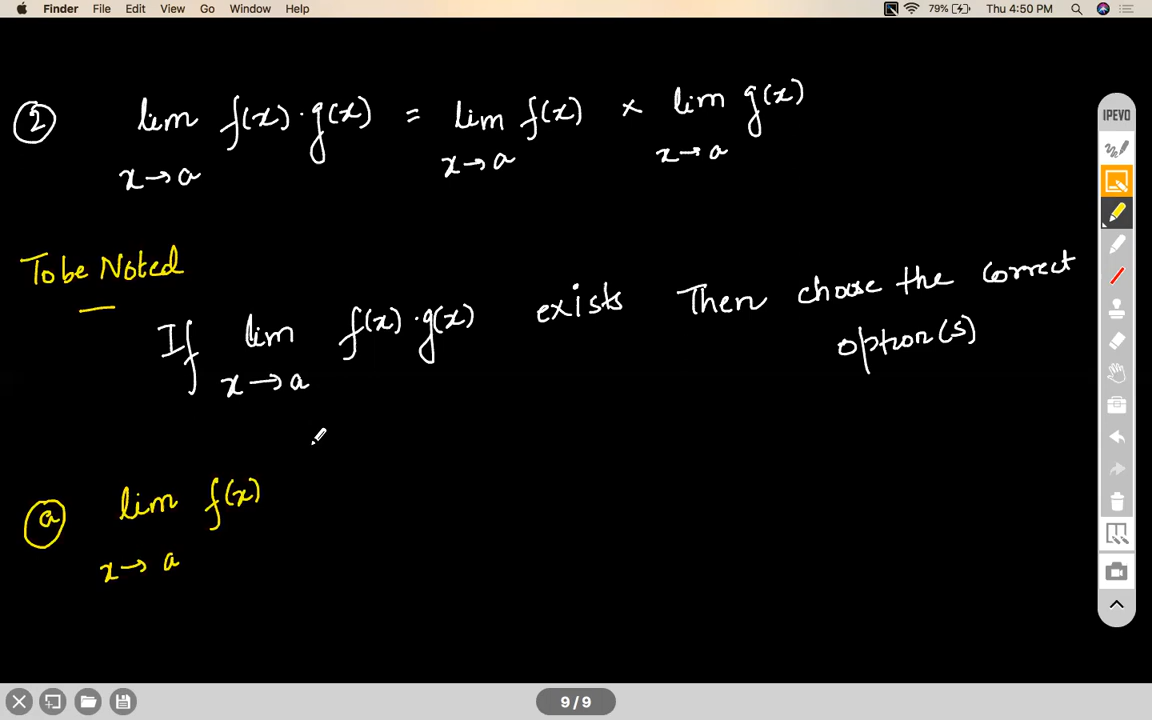 Finder File Edit View Go Window Help 79% Thu 4:50 PM
② lim f(x)·g(x) = lim f(x) × lim g(x)
x→a x→a x→a
IPEVO
To be Noted
If lim f(x)·g(x) exists Then choose the correct
x→a option(s)
ⓐ lim f(x)
x→a
9/9